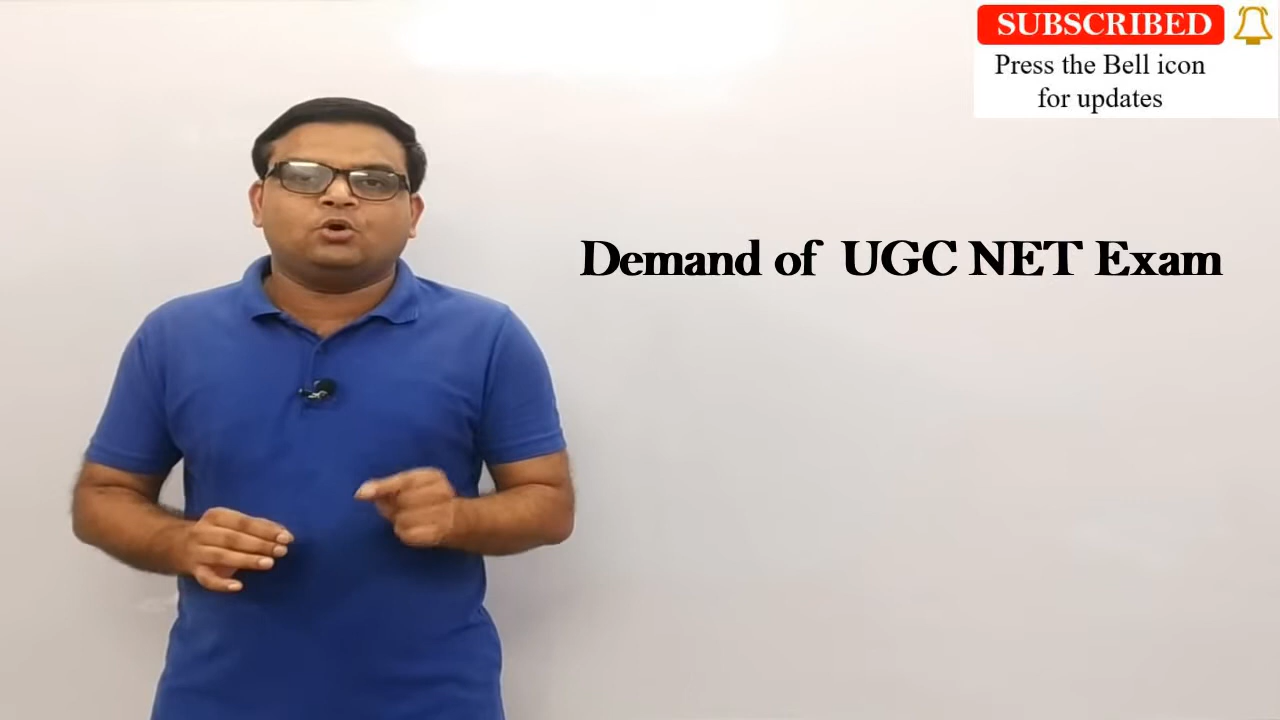 SUBSCRIBED
Press the Bell icon
for updates
Demand of UGC NET Exam